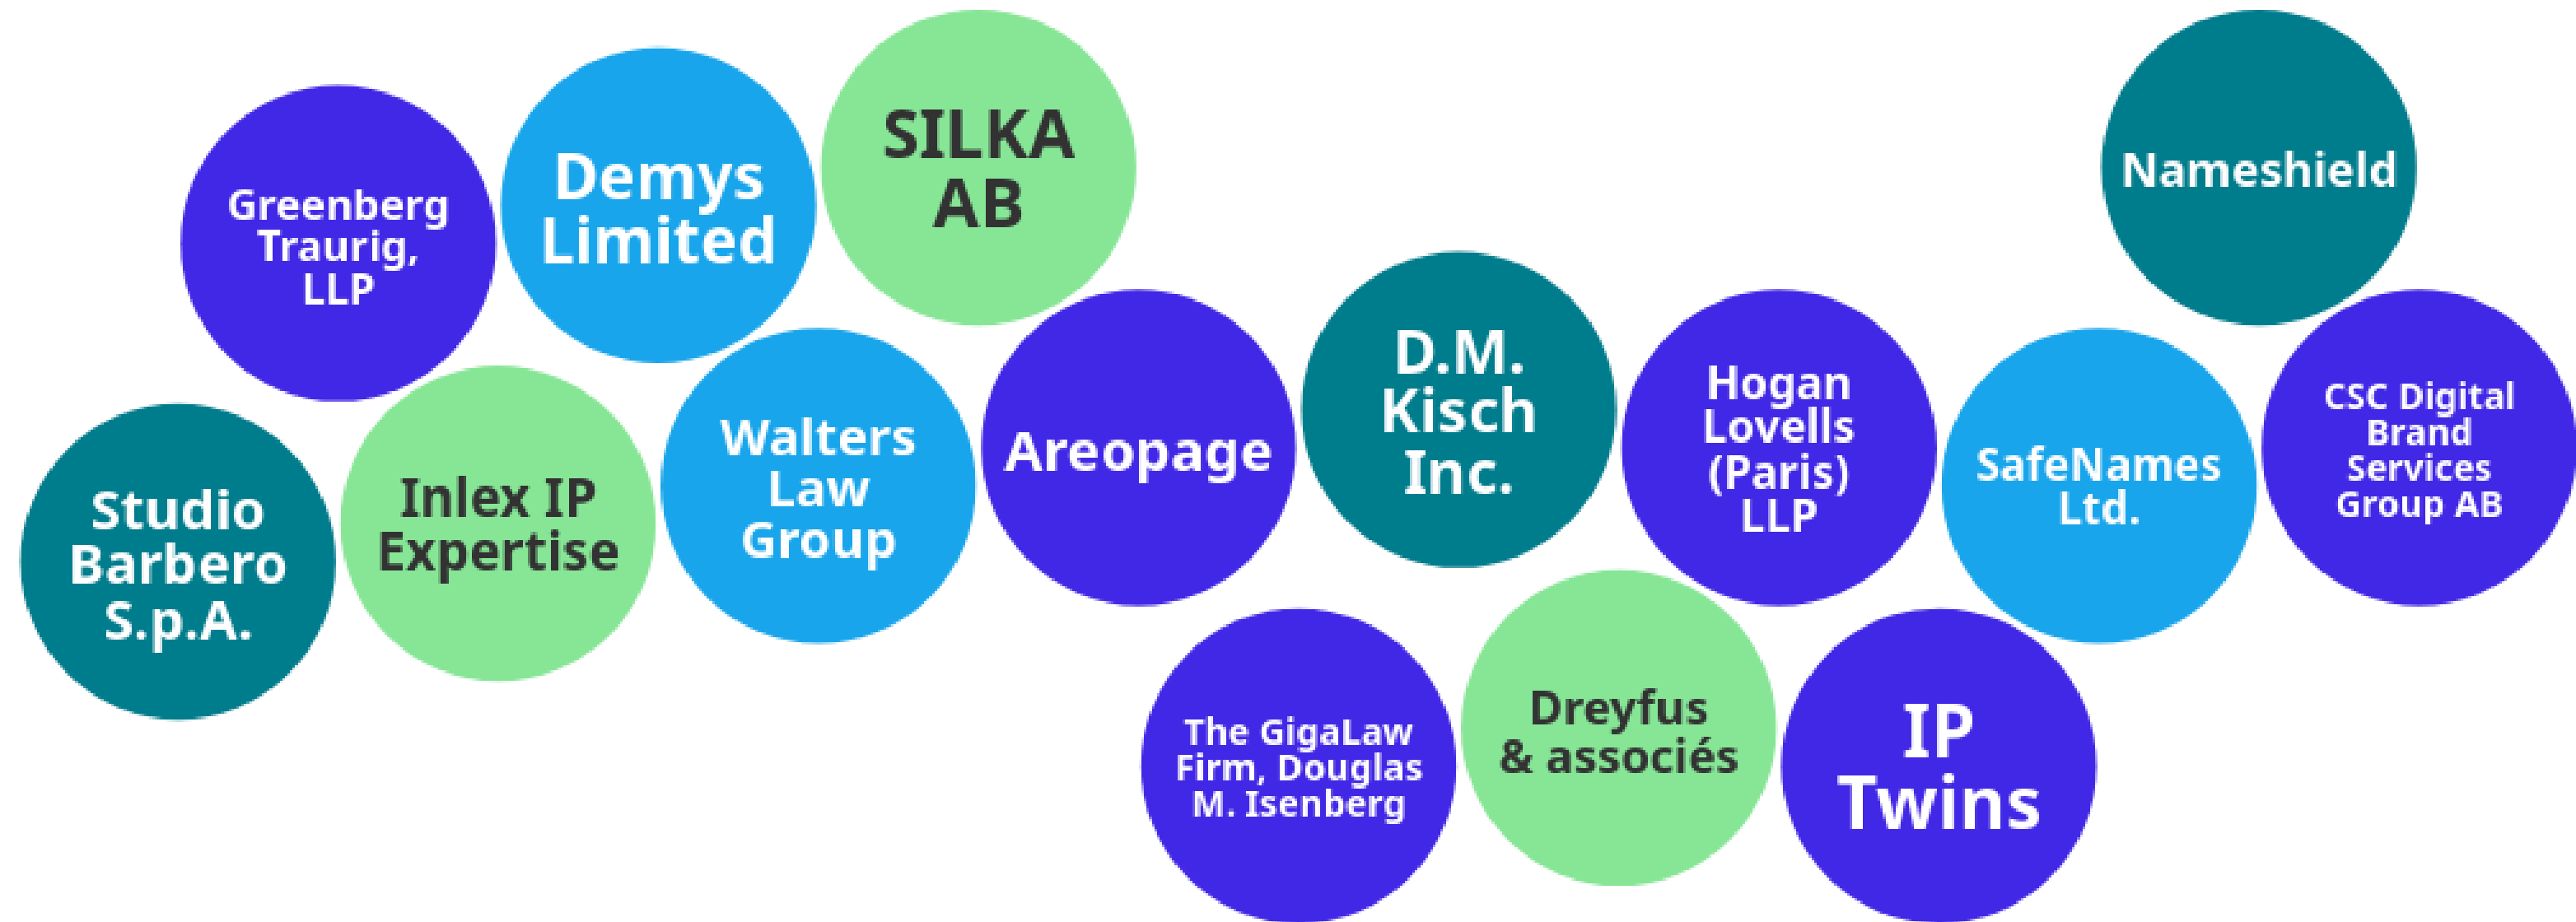 Greenberg
Traurig,
LLP
Demys
Limited
SILKA
AB
Nameshield
Studio
Barbero
S.p.A.
Inlex IP
Expertise
Walters
Law
Group
Areopage
D.M.
Kisch
Inc.
Hogan
Lovells
(Paris)
LLP
SafeNames
Ltd.
CSC Digital
Brand
Services
Group AB
The GigaLaw
Firm, Douglas
M. Isenberg
Dreyfus
& associés
IP
Twins